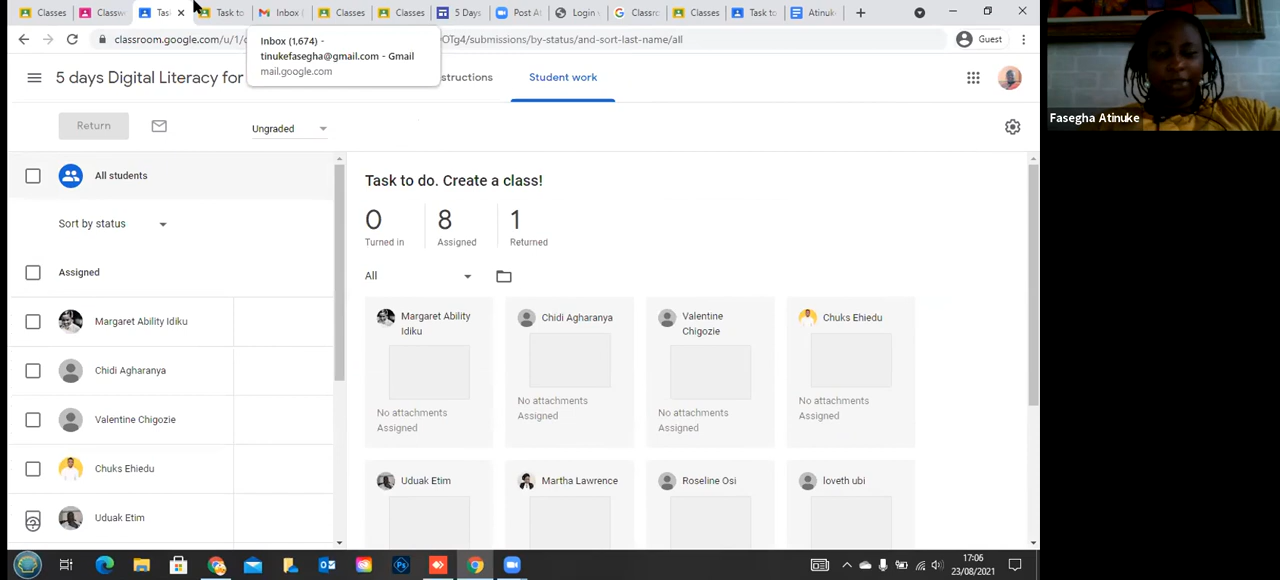 Classes
Classw
Tas
Task to
Inbox (
Classes
Classes
5 Days
Post At
Login
Classro
Classes
Task to
Atinuk
classroom.google.com/u/1/c
OTg4/submissions/by-status/and-sort-last-name/all
Guest
Inbox (1,674) -
tinukefasegha@gmail.com - Gmail
mail.google.com
5 days Digital Literacy for
structions
Student work
Return
Ungraded
All students
Sort by status
Assigned
Margaret Ability Idiku
Chidi Agharanya
Valentine Chigozie
Chuks Ehiedu
Uduak Etim
Task to do. Create a class!
0
Turned in
8
Assigned
1
Returned
All
Margaret Ability
Idiku
No attachments
Assigned
Chidi Agharanya
No attachments
Assigned
Valentine
Chigozie
No attachments
Assigned
Chuks Ehiedu
No attachments
Assigned
Uduak Etim
Martha Lawrence
Roseline Osi
loveth ubi
Fasegha Atinuke
17:06
23/08/2021